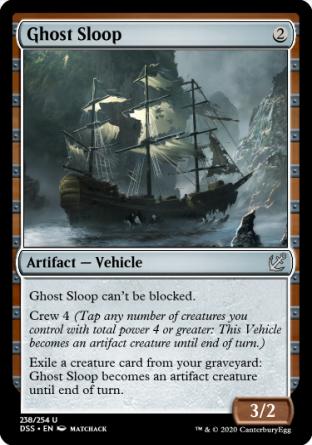 Ghost Sloop 2
Artifact — Vehicle
Ghost Sloop can't be blocked.
Crew 4 (Tap any number of creatures you
control with total power 4 or greater: This Vehicle
becomes an artifact creature until end of turn.)
Exile a creature card from your graveyard:
Ghost Sloop becomes an artifact creature
until end of turn.
3/2
238/254 U
DSS • EN MATCHACK
™ & © 2020 CanterburyEgg